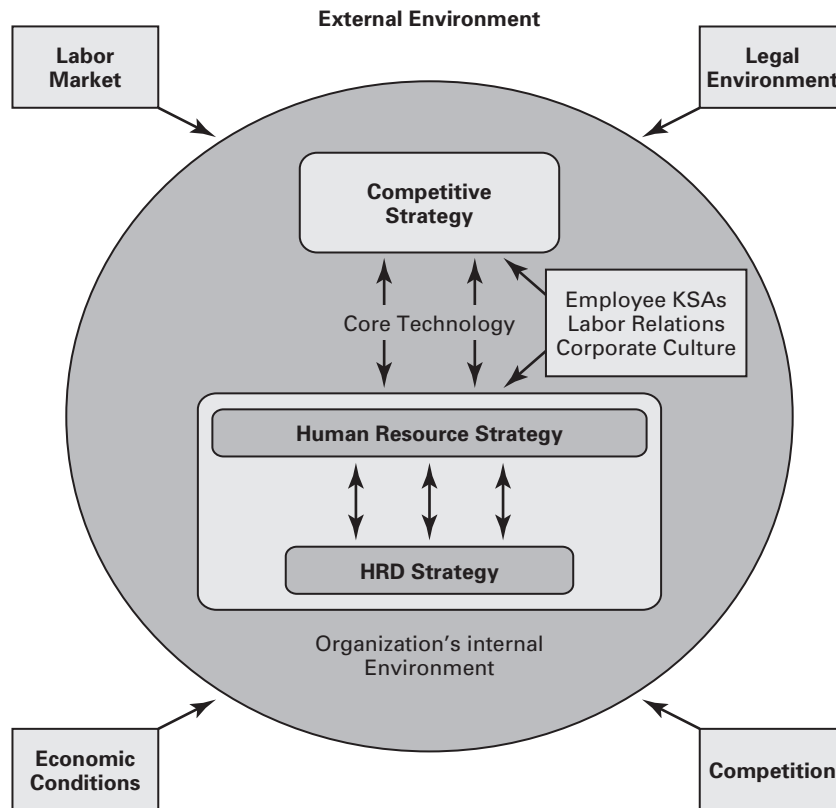 External Environment
Labor
Market
Legal
Environment
Competitive
Strategy
Core Technology
Employee KSAs
Labor Relations
Corporate Culture
Human Resource Strategy
HRD Strategy
Organization's internal
Environment
Economic
Conditions
Competition